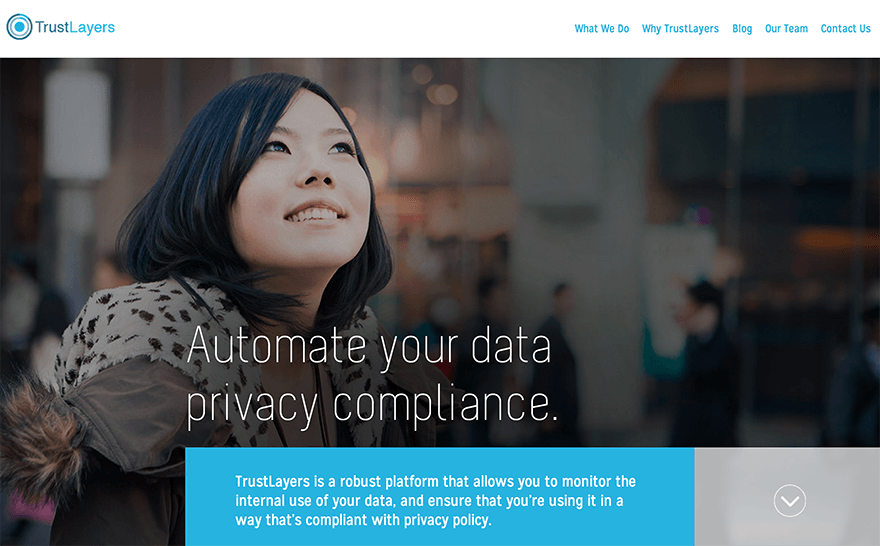 TrustLayers
What We Do
Why TrustLayers
Blog
Our Team
Contact Us
Automate your data
privacy compliance.
TrustLayers is a robust platform that allows you to monitor the
internal use of your data, and ensure that you're using it in a
way that's compliant with privacy policy.